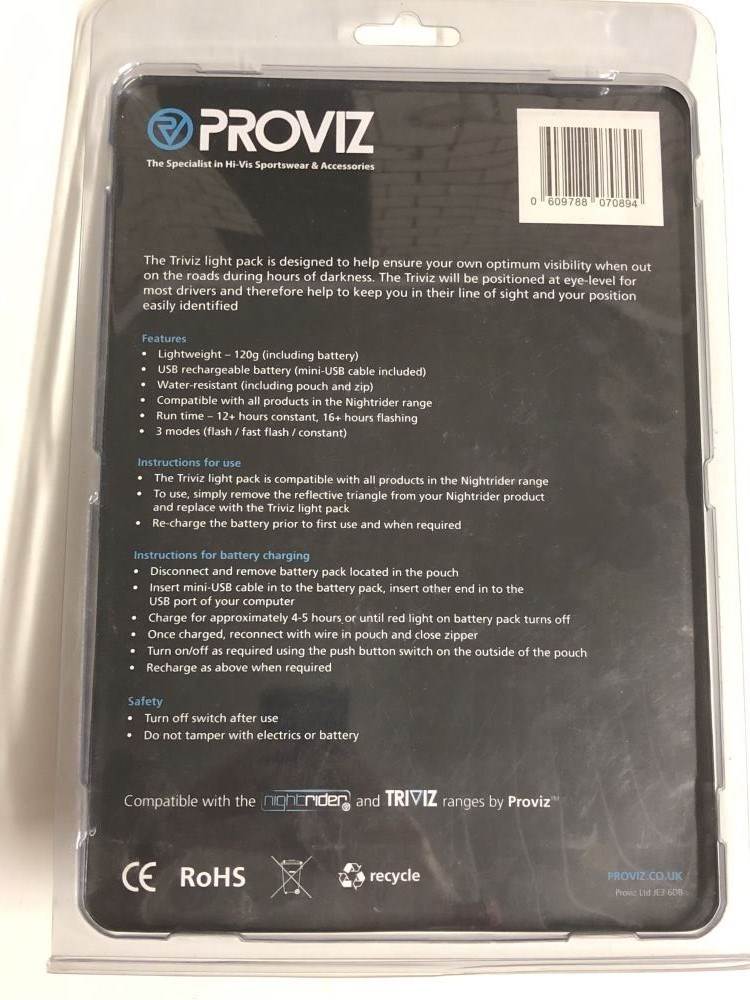 PROVIZ
The Specialist in Hi-Vis Sportswear & Accessories
0 609788 070894
The Triviz light pack is designed to help ensure your own optimum visibility when out
on the roads during hours of darkness. The Triviz will be positioned at eye-level for
most drivers and therefore help to keep you in their line of sight and your position
easily identified
Features
• Lightweight – 120g (including battery)
• USB rechargeable battery (mini-USB cable included)
• Water-resistant (including pouch and zip)
• Compatible with all products in the Nightrider range
• Run time – 12+ hours constant, 16+ hours flashing
• 3 modes (flash / fast flash / constant)
Instructions for use
• The Triviz light pack is compatible with all products in the Nightrider range
• To use, simply remove the reflective triangle from your Nightrider product
and replace with the Triviz light pack
• Re-charge the battery prior to first use and when required
Instructions for battery charging
• Disconnect and remove battery pack located in the pouch
• Insert mini-USB cable in to the battery pack, insert other end in to the
USB port of your computer
• Charge for approximately 4-5 hours or until red light on battery pack turns off
• Once charged, reconnect with wire in pouch and close zipper
• Turn on/off as required using the push button switch on the outside of the pouch
• Recharge as above when required
Safety
• Turn off switch after use
• Do not tamper with electrics or battery
Compatible with the nightrider and TRIVIZ ranges by Proviz™
CE RoHS recycle
PROVIZ.CO.UK
Proviz Ltd JE3 6DB